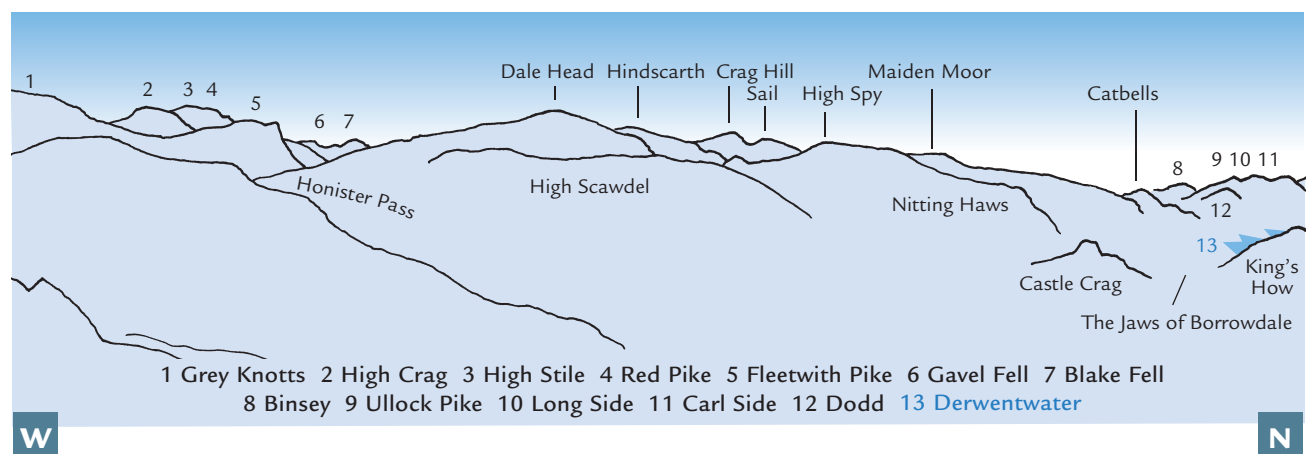 Dale Head Hindscarth Crag Hill Maiden Moor
1 2 3 4 5 Sail High Spy Catbells
6 7 8 9 10 11
Honister Pass High Scawdel Nitting Haws 12
13
Castle Crag King's
How
The Jaws of Borrowdale
1 Grey Knotts 2 High Crag 3 High Stile 4 Red Pike 5 Fleetwith Pike 6 Gavel Fell 7 Blake Fell
8 Binsey 9 Ullock Pike 10 Long Side 11 Carl Side 12 Dodd 13 Derwentwater
W N